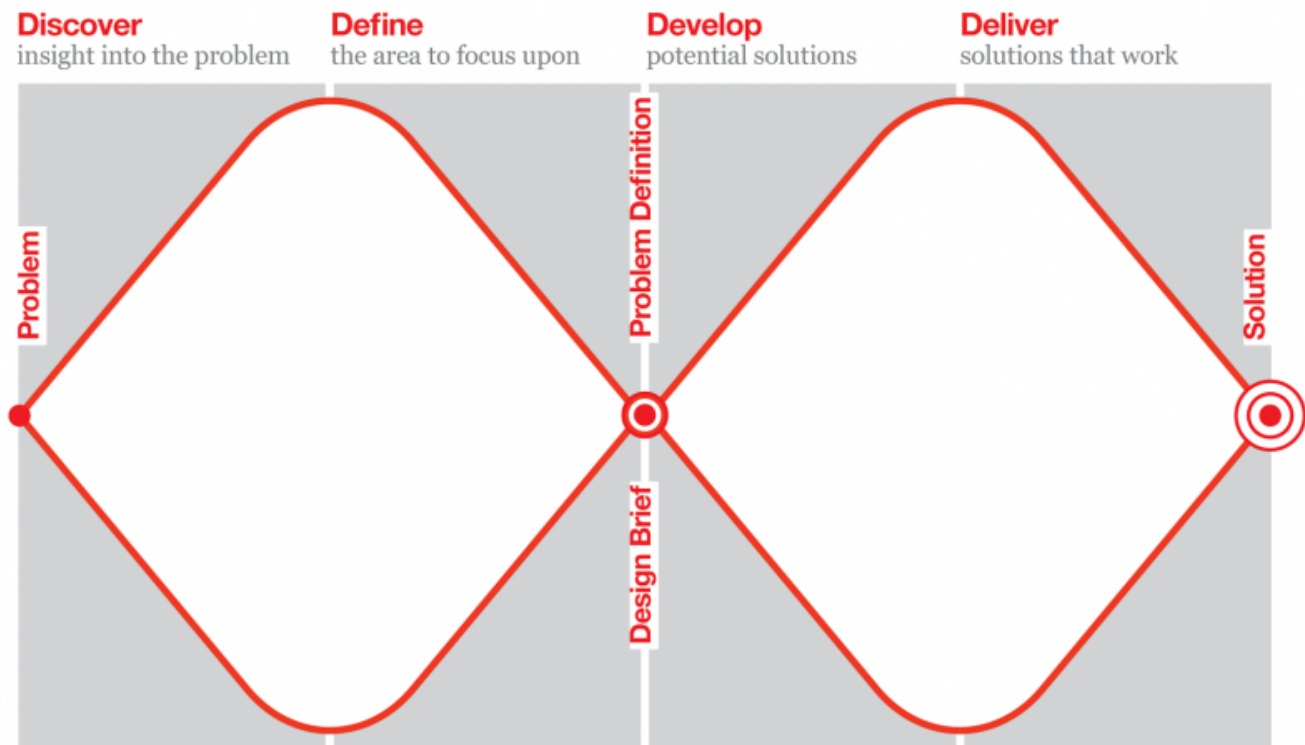 Discover
insight into the problem
Define
the area to focus upon
Develop
potential solutions
Deliver
solutions that work
Problem
Problem Definition
Design Brief
Solution